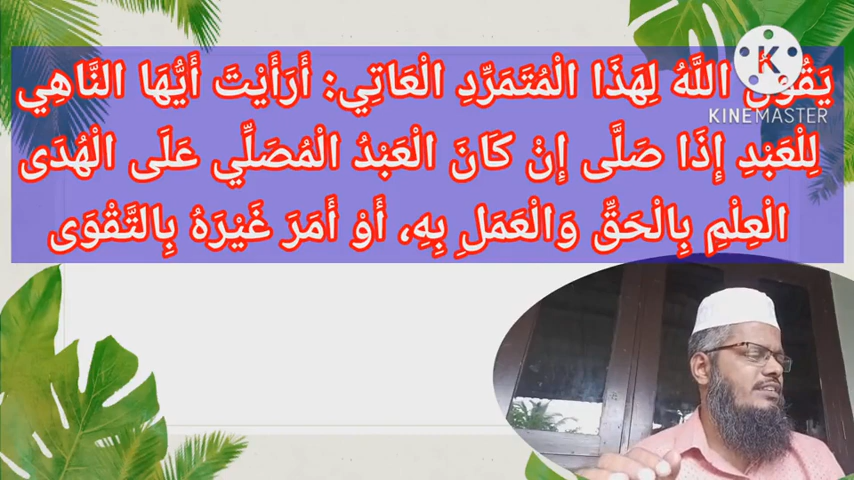 يَقُولُ اللَّهُ لِهَذَا الْمُتَمَرِّدِ الْعَاتِي: أَرَأَيْتَ أَيُّهَا النَّاهِي
لِلْعَبْدِ إِذَا صَلَّى إِنْ كَانَ الْعَبْدُ الْمُصَلِّي عَلَى الْهُدَى
الْعِلْمِ بِالْحَقِّ وَالْعَمَلِ بِهِ، أَوْ أَمَرَ غَيْرَهُ بِالتَّقْوَى
KINEMASTER